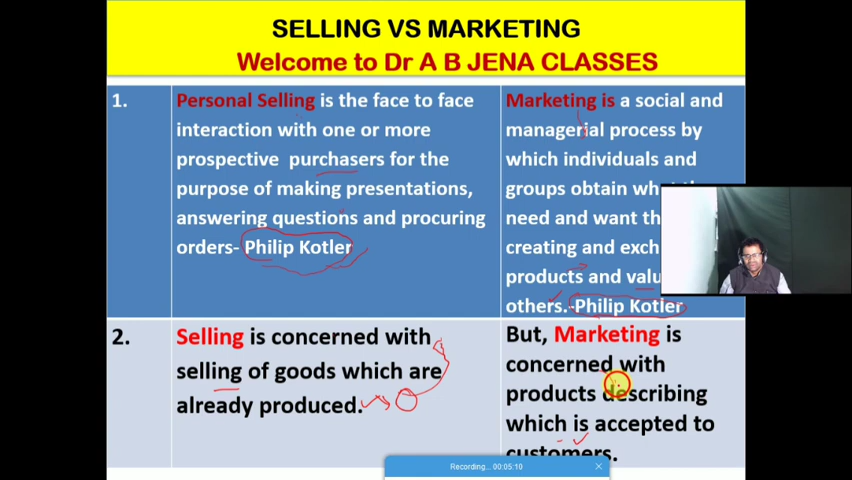 SELLING VS MARKETING
Welcome to Dr A B JENA CLASSES
1.
Personal Selling is the face to face
interaction with one or more
prospective purchasers for the
purpose of making presentations,
answering questions and procuring
orders- Philip Kotler
Marketing is a social and
managerial process by
which individuals and
groups obtain what
need and want
creating and
products and
others.-Philip Kotler
2.
Selling is concerned with
selling of goods which are
already produced.
But, Marketing is
concerned with
products describing
which is accepted to
customers.
Recording... 00:05:10